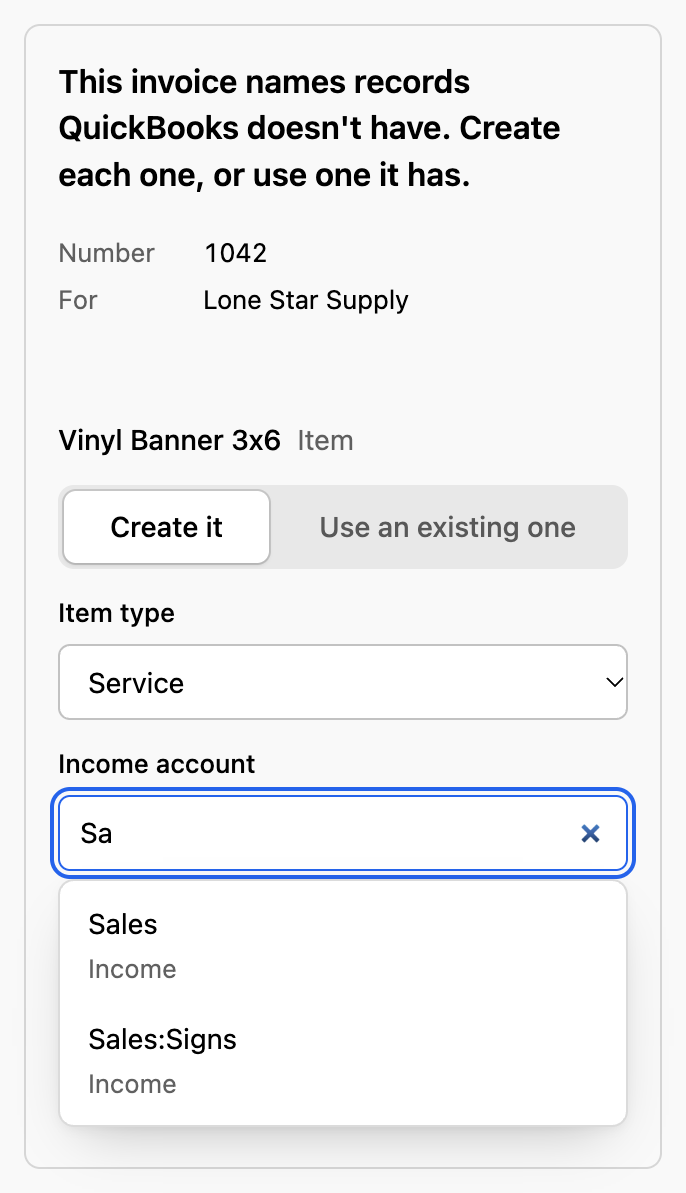 This invoice names records
QuickBooks doesn't have. Create
each one, or use one it has.
Number 1042
For Lone Star Supply
Vinyl Banner 3x6 Item
Create it Use an existing one
Item type
Service
Income account
Sa
Sales
Income
Sales:Signs
Income